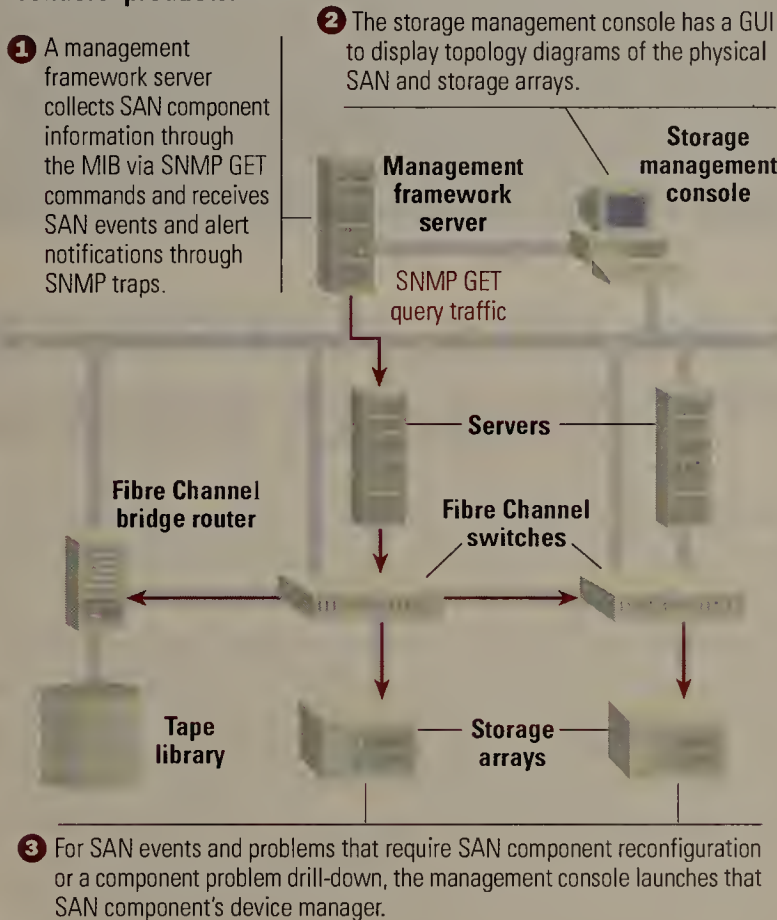 1 A management
framework server
collects SAN component
information through
the MIB via SNMP GET
commands and receives
SAN events and alert
notifications through
SNMP traps.
2 The storage management console has a GUI
to display topology diagrams of the physical
SAN and storage arrays.
Management
framework
server
Storage
management
console
SNMP GET
query traffic
Servers
Fibre Channel
bridge router
Fibre Channel
switches
Tape
library
Storage
arrays
3 For SAN events and problems that require SAN component reconfiguration
or a component problem drill-down, the management console launches that
SAN component's device manager.